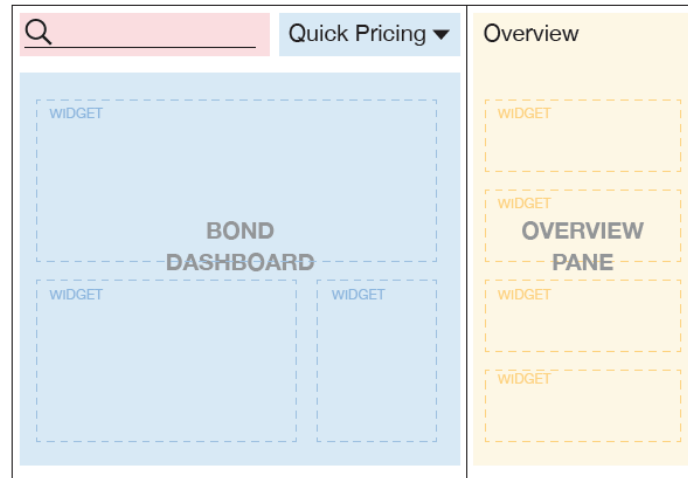 Quick Pricing
Overview
WIDGET
BOND
DASHBOARD
WIDGET
WIDGET
WIDGET
WIDGET
OVERVIEW
PANE
WIDGET
WIDGET